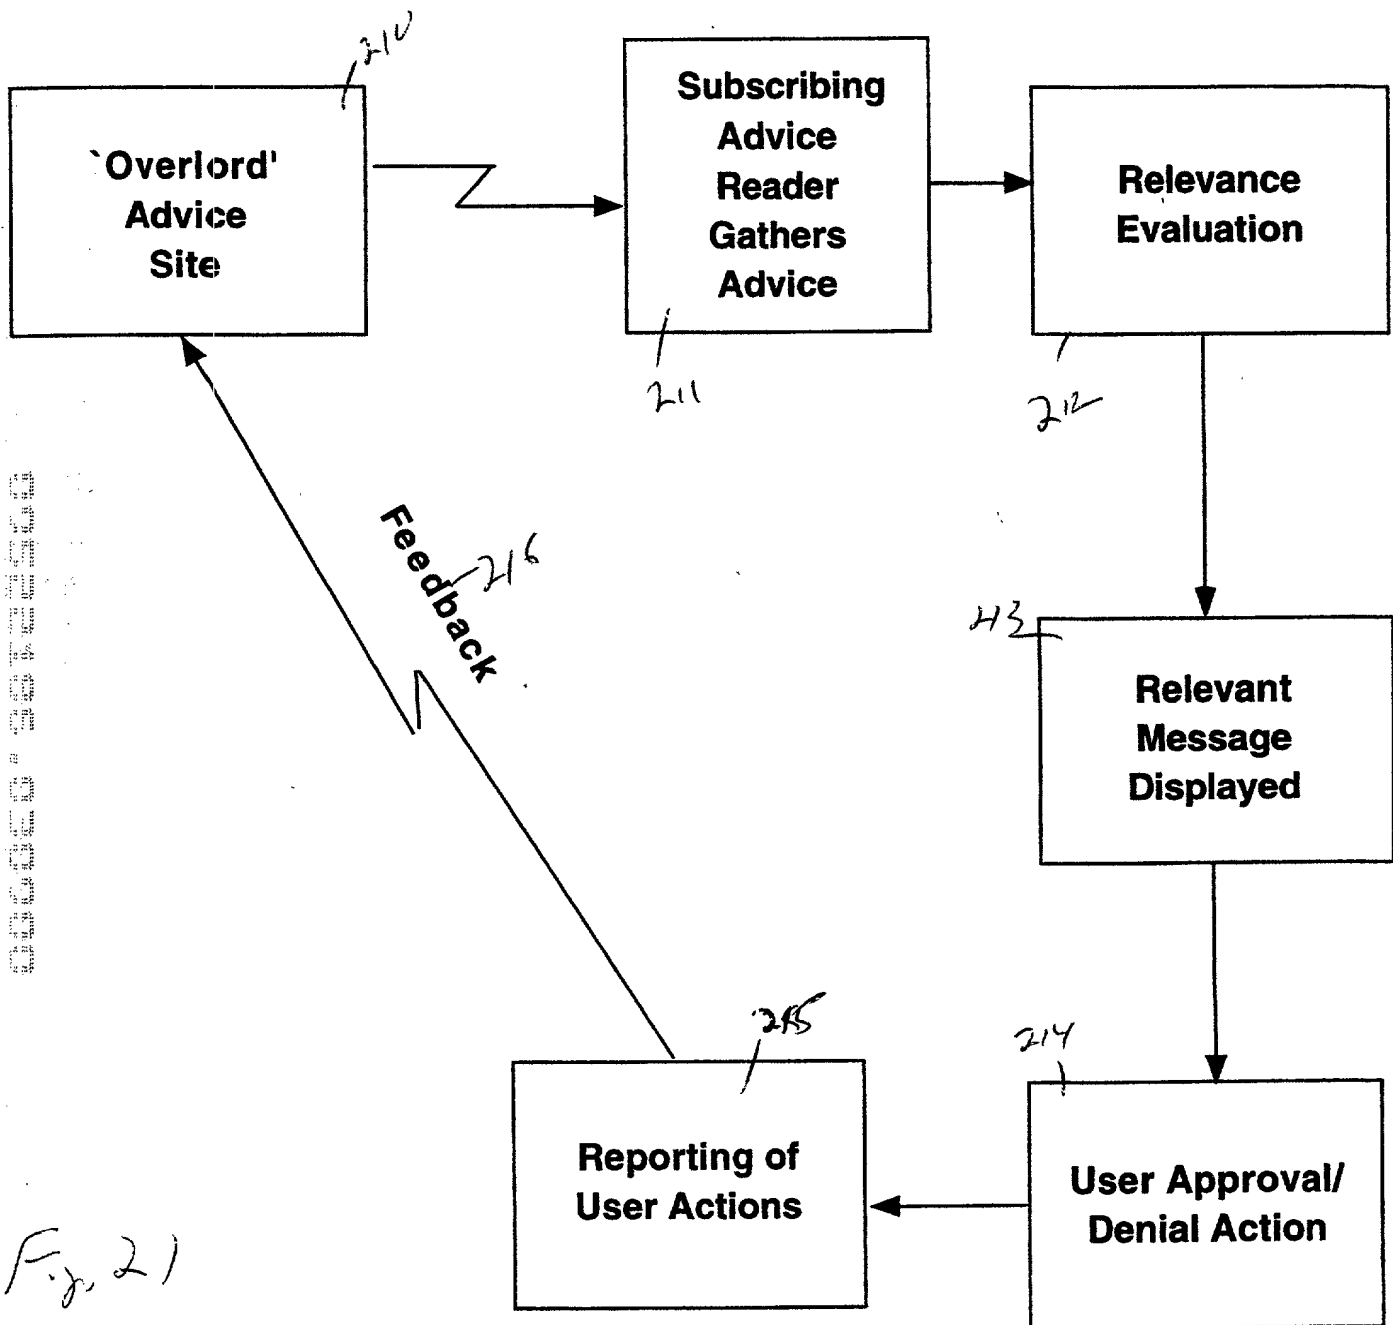 210
`Overlord'
Advice
Site
Subscribing
Advice
Reader
Gathers
Advice
211
Relevance
Evaluation
212
Feedback
216
Relevant
Message
Displayed
214
User Approval/
Denial Action
215
Reporting of
User Actions
Fig. 21